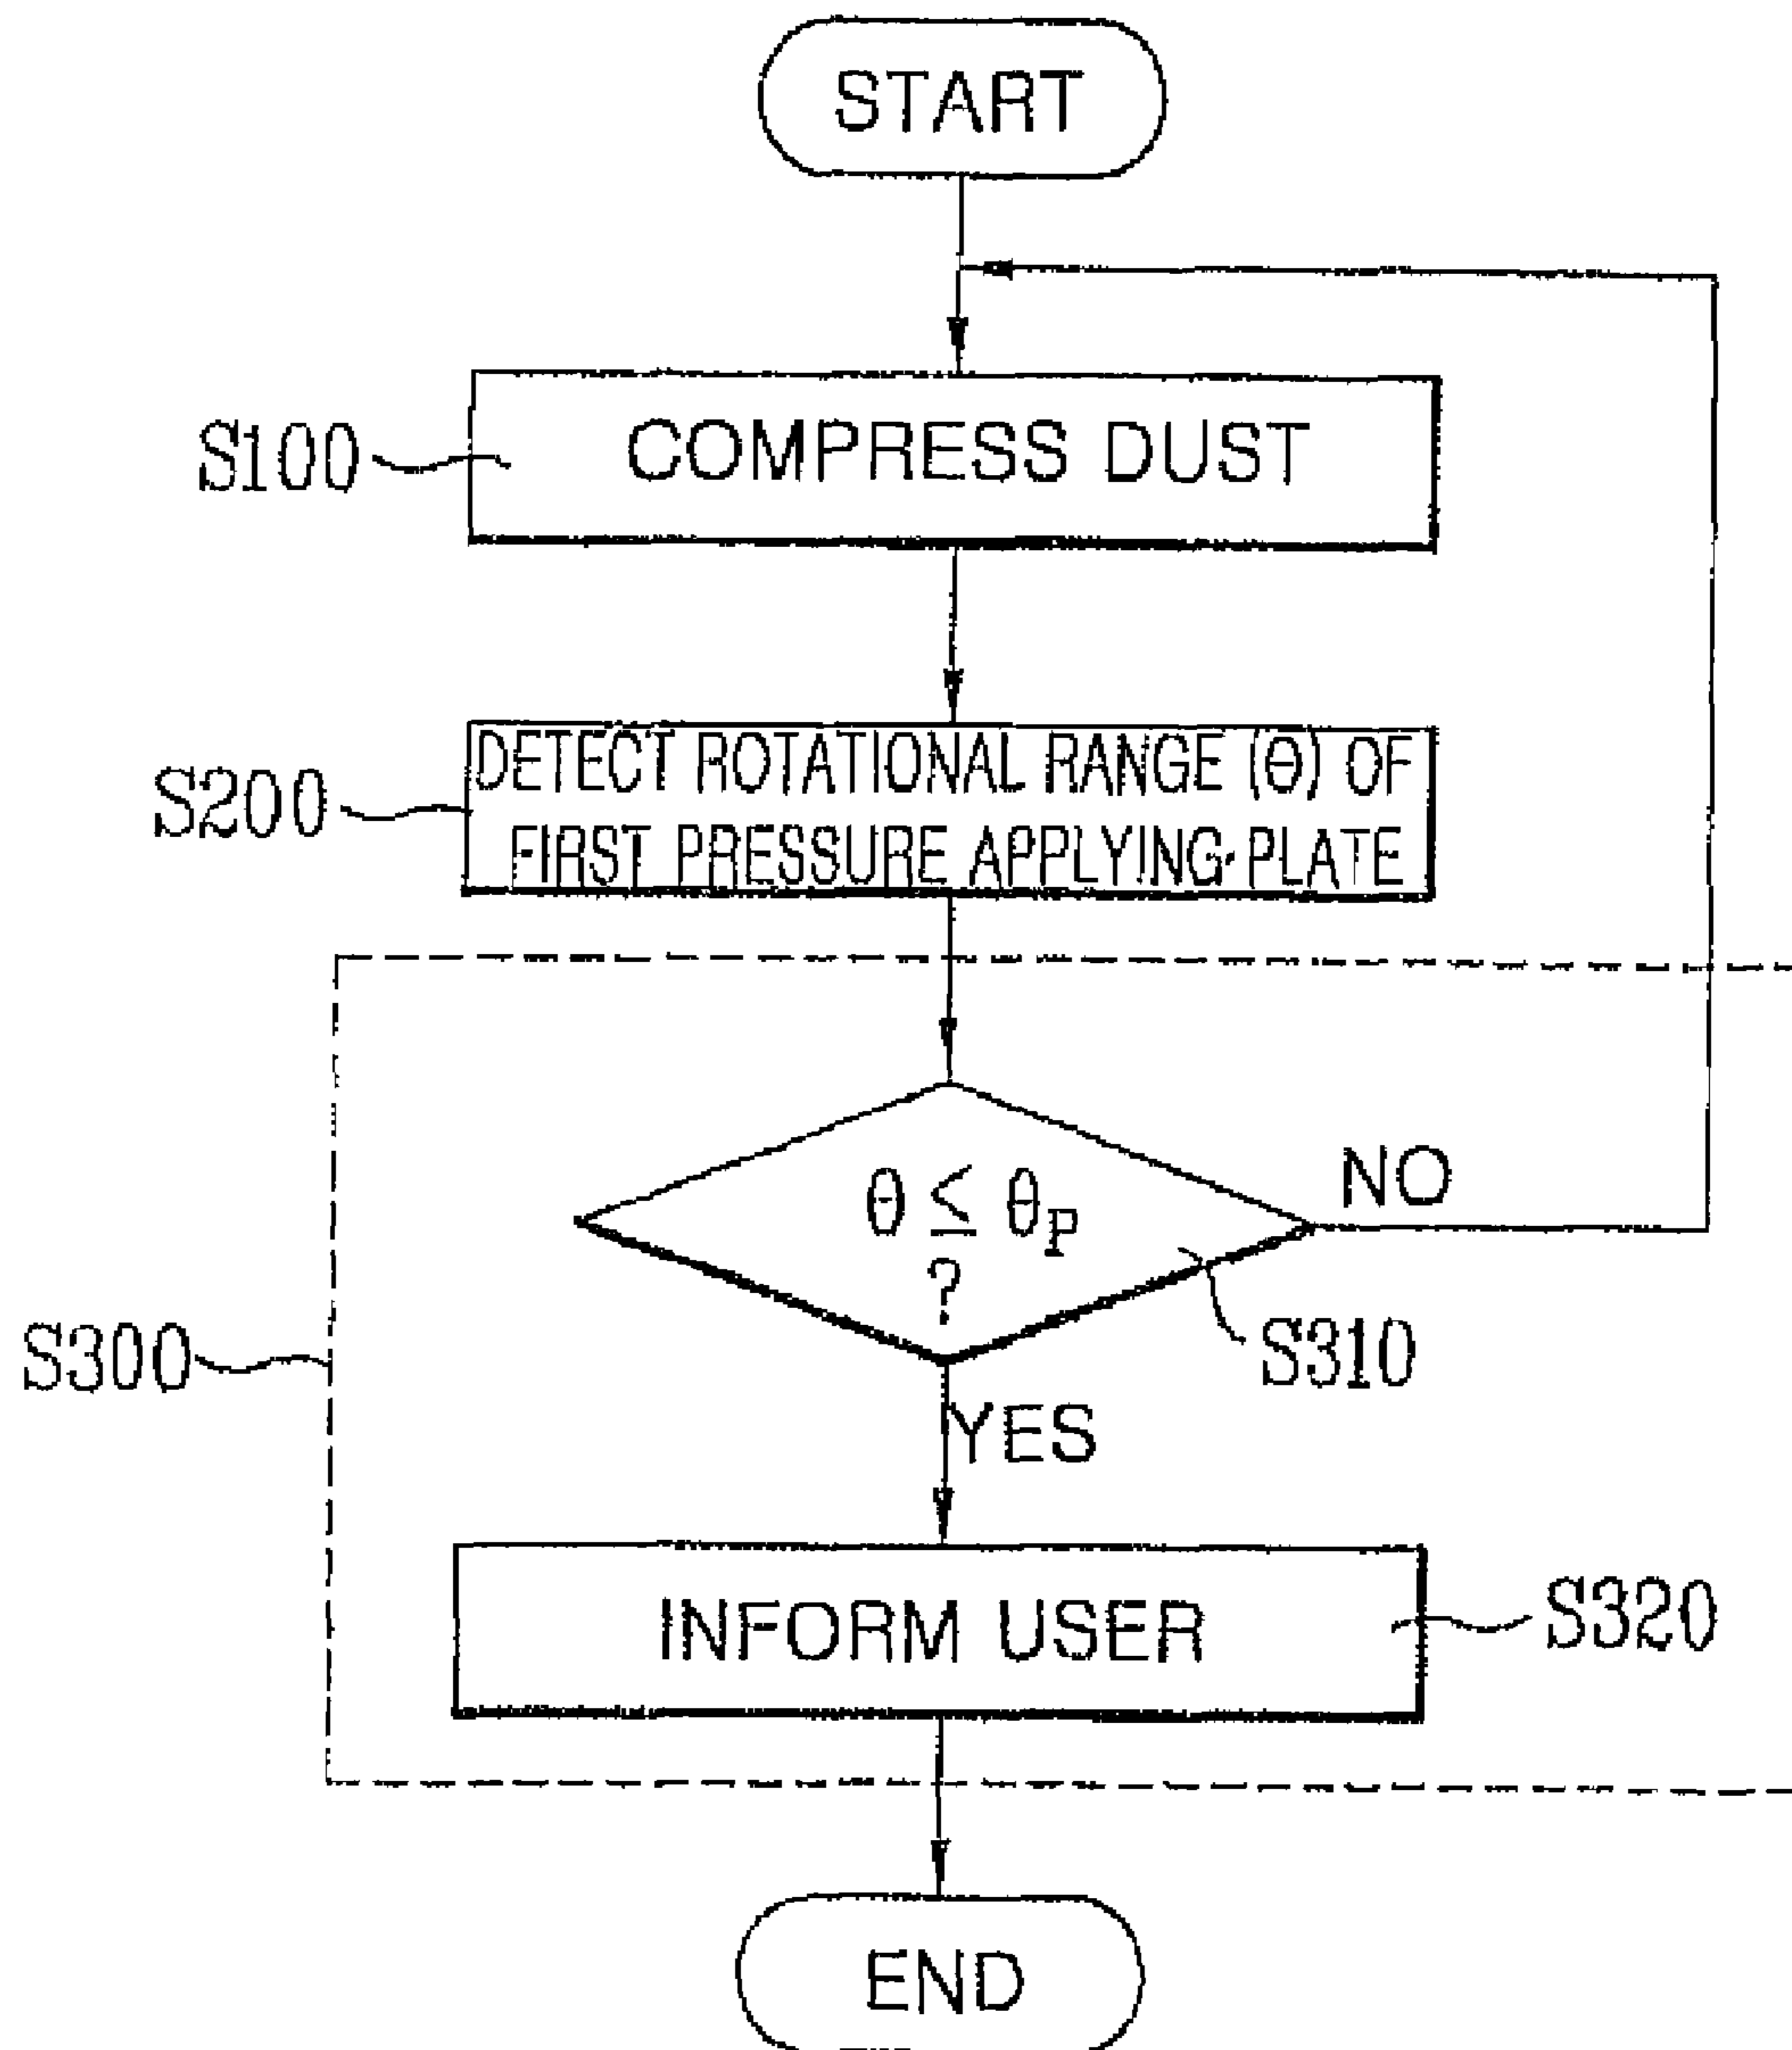 START
S100
COMPRESS DUST
S200
DETECT ROTATIONAL RANGE (θ) OF
FIRST PRESSURE APPLYING-PLATE
θ ≤ θP
?
NO
S310
S300
YES
INFORM USER
S320
END